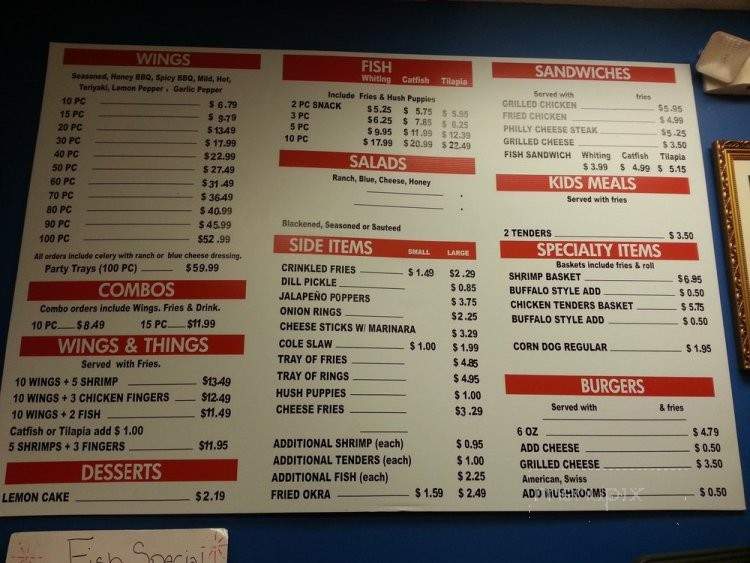 WINGS
Seasoned, Honey BBQ, Spicy BBQ, Mild, Hot,
Teriyaki, Lemon Pepper , Garlic Pepper
10 PC $6.79
15 PC $9.79
20 PC $13.49
30 PC $17.99
40 PC $22.99
50 PC $27.49
60 PC $31.49
70 PC $36.49
80 PC $40.99
90 PC $45.99
100 PC $52.99
All orders include celery with ranch or blue cheese dressing.
Party Trays (100 PC) $59.99
COMBOS
Combo orders include Wings. Fries & Drink.
10 PC $8.49 15 PC $11.99
WINGS & THINGS
Served with Fries.
10 WINGS + 5 SHRIMP $13.49
10 WINGS + 3 CHICKEN FINGERS $12.49
10 WINGS + 2 FISH $11.49
Catfish or Tilapia add $ 1.00
5 SHRIMPS + 3 FINGERS $11.95
DESSERTS
LEMON CAKE $2.19
FISH
Whiting Catfish Tilapia
Include Fries & Hush Puppies
2 PC SNACK $5.25 $5.75 $5.95
3 PC $6.25 $7.85 $8.25
5 PC $9.95 $11.99 $12.39
10 PC $17.99 $20.99 $22.49
SALADS
Ranch, Blue, Cheese, Honey
Blackened, Seasoned or Sauteed
SIDE ITEMS SMALL LARGE
CRINKLED FRIES $1.49 $2.29
DILL PICKLE $0.85
JALAPEÑO POPPERS $3.75
ONION RINGS $2.25
CHEESE STICKS W/ MARINARA $3.29
COLE SLAW $1.00 $1.99
TRAY OF FRIES $4.85
TRAY OF RINGS $4.95
HUSH PUPPIES $1.00
CHEESE FRIES $3.29
ADDITIONAL SHRIMP (each) $0.95
ADDITIONAL TENDERS (each) $1.00
ADDITIONAL FISH (each) $2.25
FRIED OKRA $1.59 $2.49
SANDWICHES
Served with fries
GRILLED CHICKEN $5.95
FRIED CHICKEN $4.99
PHILLY CHEESE STEAK $5.25
GRILLED CHEESE $3.50
FISH SANDWICH Whiting Catfish Tilapia
$3.99 $4.99 $5.15
KIDS MEALS
Served with fries
2 TENDERS $3.50
SPECIALTY ITEMS
Baskets include fries & roll
SHRIMP BASKET $6.95
BUFFALO STYLE ADD $0.50
CHICKEN TENDERS BASKET $5.75
BUFFALO STYLE ADD $0.50
CORN DOG REGULAR $1.95
BURGERS
Served with & fries
6 OZ $4.79
ADD CHEESE $0.50
GRILLED CHEESE $3.50
American, Swiss
ADD MUSHROOMS $0.50
Fish Special